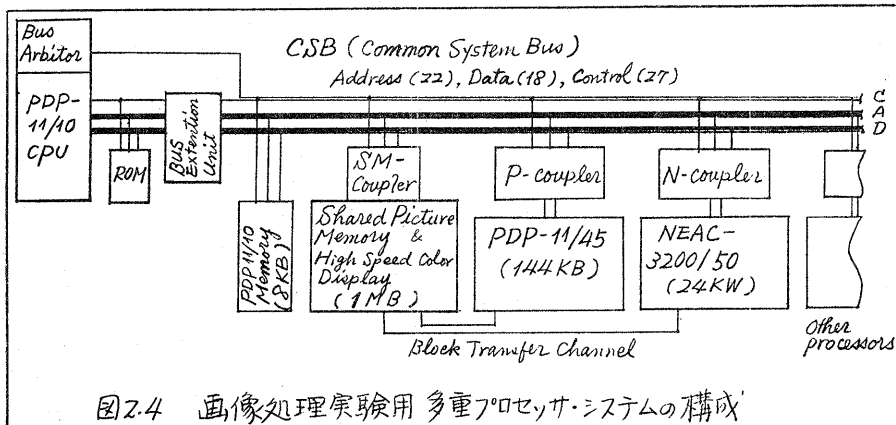 Bus
Arbitor
CSB (Common System Bus)
Address (22), Data (18), Control (27)
PDP-
11/10
CPU
ROM
BUS
Extention
Unit
C
A
D
SM-
Coupler
P-coupler
N-coupler
PDP11/10
Memory
(8KB)
Shared Picture
Memory &
High Speed Color
Display
(1MB)
PDP-11/45
(144KB)
NEAC-
3200/50
(24KW)
Other
processors
Block Transfer Channel
図2.4 画像処理実験用 多重プロセッサ・システムの構成